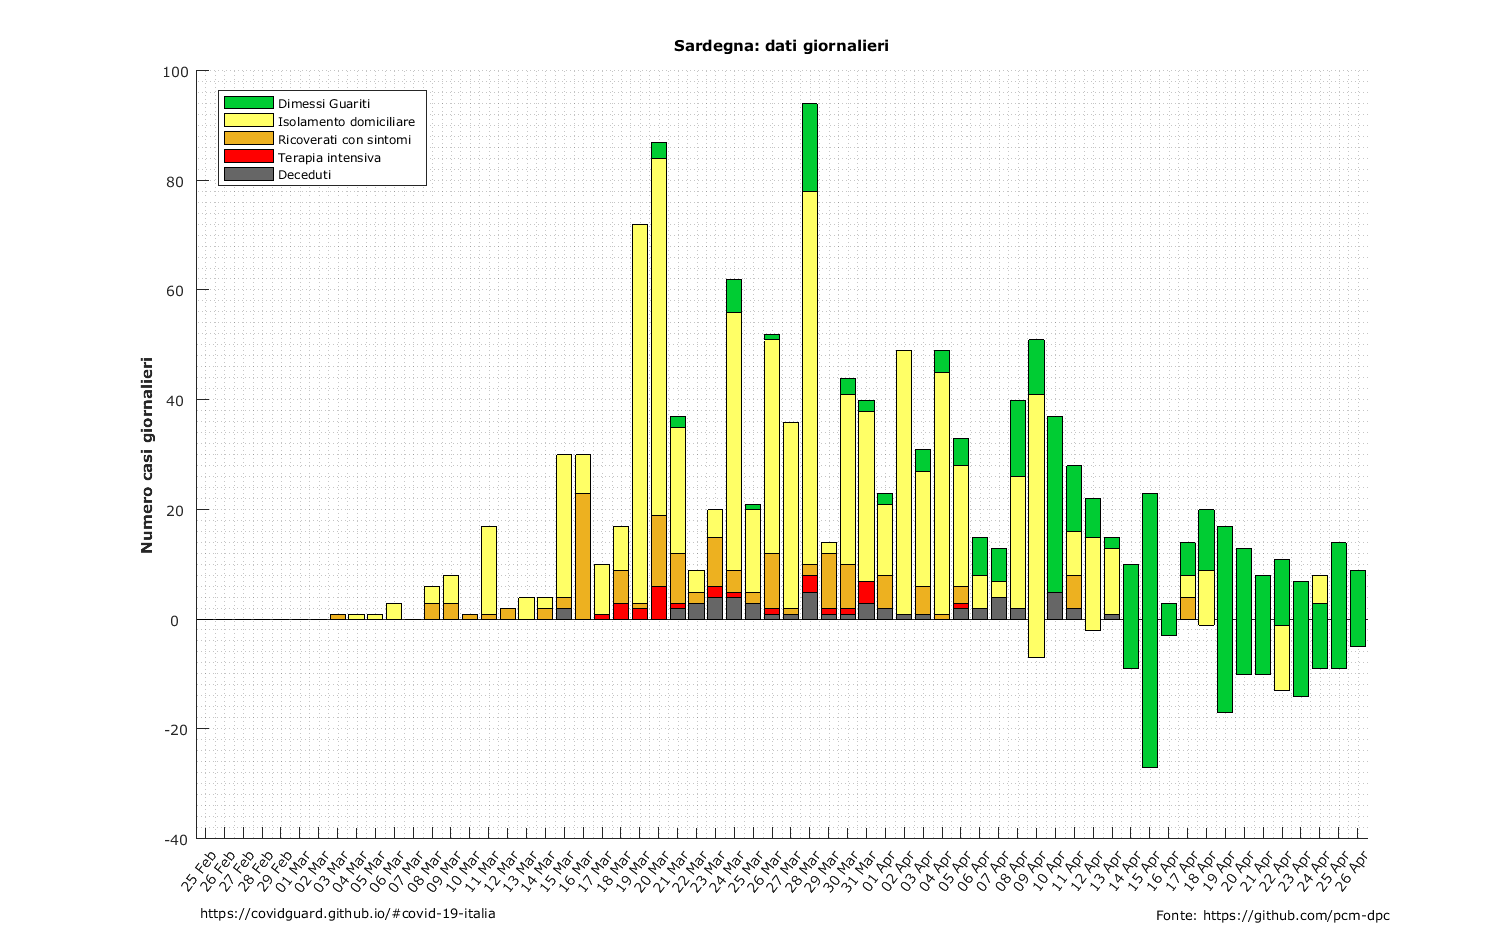 Sardegna: dati giornalieri
Numero casi giornalieri
100
80
60
40
20
0
-20
-40
Dimessi Guariti
Isolamento domiciliare
Ricoverati con sintomi
Terapia intensiva
Deceduti
25 Feb
26 Feb
27 Feb
28 Feb
29 Feb
01 Mar
02 Mar
03 Mar
04 Mar
05 Mar
06 Mar
07 Mar
08 Mar
09 Mar
10 Mar
11 Mar
12 Mar
13 Mar
14 Mar
15 Mar
16 Mar
17 Mar
18 Mar
19 Mar
20 Mar
21 Mar
22 Mar
23 Mar
24 Mar
25 Mar
26 Mar
27 Mar
28 Mar
29 Mar
30 Mar
31 Mar
01 Apr
02 Apr
03 Apr
04 Apr
05 Apr
06 Apr
07 Apr
08 Apr
09 Apr
10 Apr
11 Apr
12 Apr
13 Apr
14 Apr
15 Apr
16 Apr
17 Apr
18 Apr
19 Apr
20 Apr
21 Apr
22 Apr
23 Apr
24 Apr
25 Apr
26 Apr
https://covidguard.github.io/#covid-19-italia
Fonte: https://github.com/pcm-dpc